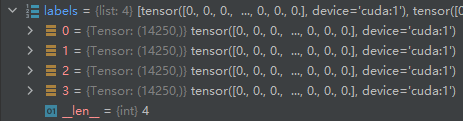 labels = {list: 4} [tensor([0., 0., 0., ..., 0., 0., 0.], device='cuda:1'), tensor([0.
0 = {Tensor: (14250,)} tensor([0., 0., 0., ..., 0., 0., 0.], device='cuda:1')
1 = {Tensor: (14250,)} tensor([0., 0., 0., ..., 0., 0., 0.], device='cuda:1')
2 = {Tensor: (14250,)} tensor([0., 0., 0., ..., 0., 0., 0.], device='cuda:1')
3 = {Tensor: (14250,)} tensor([0., 0., 0., ..., 0., 0., 0.], device='cuda:1')
01 __len__ = {int} 4